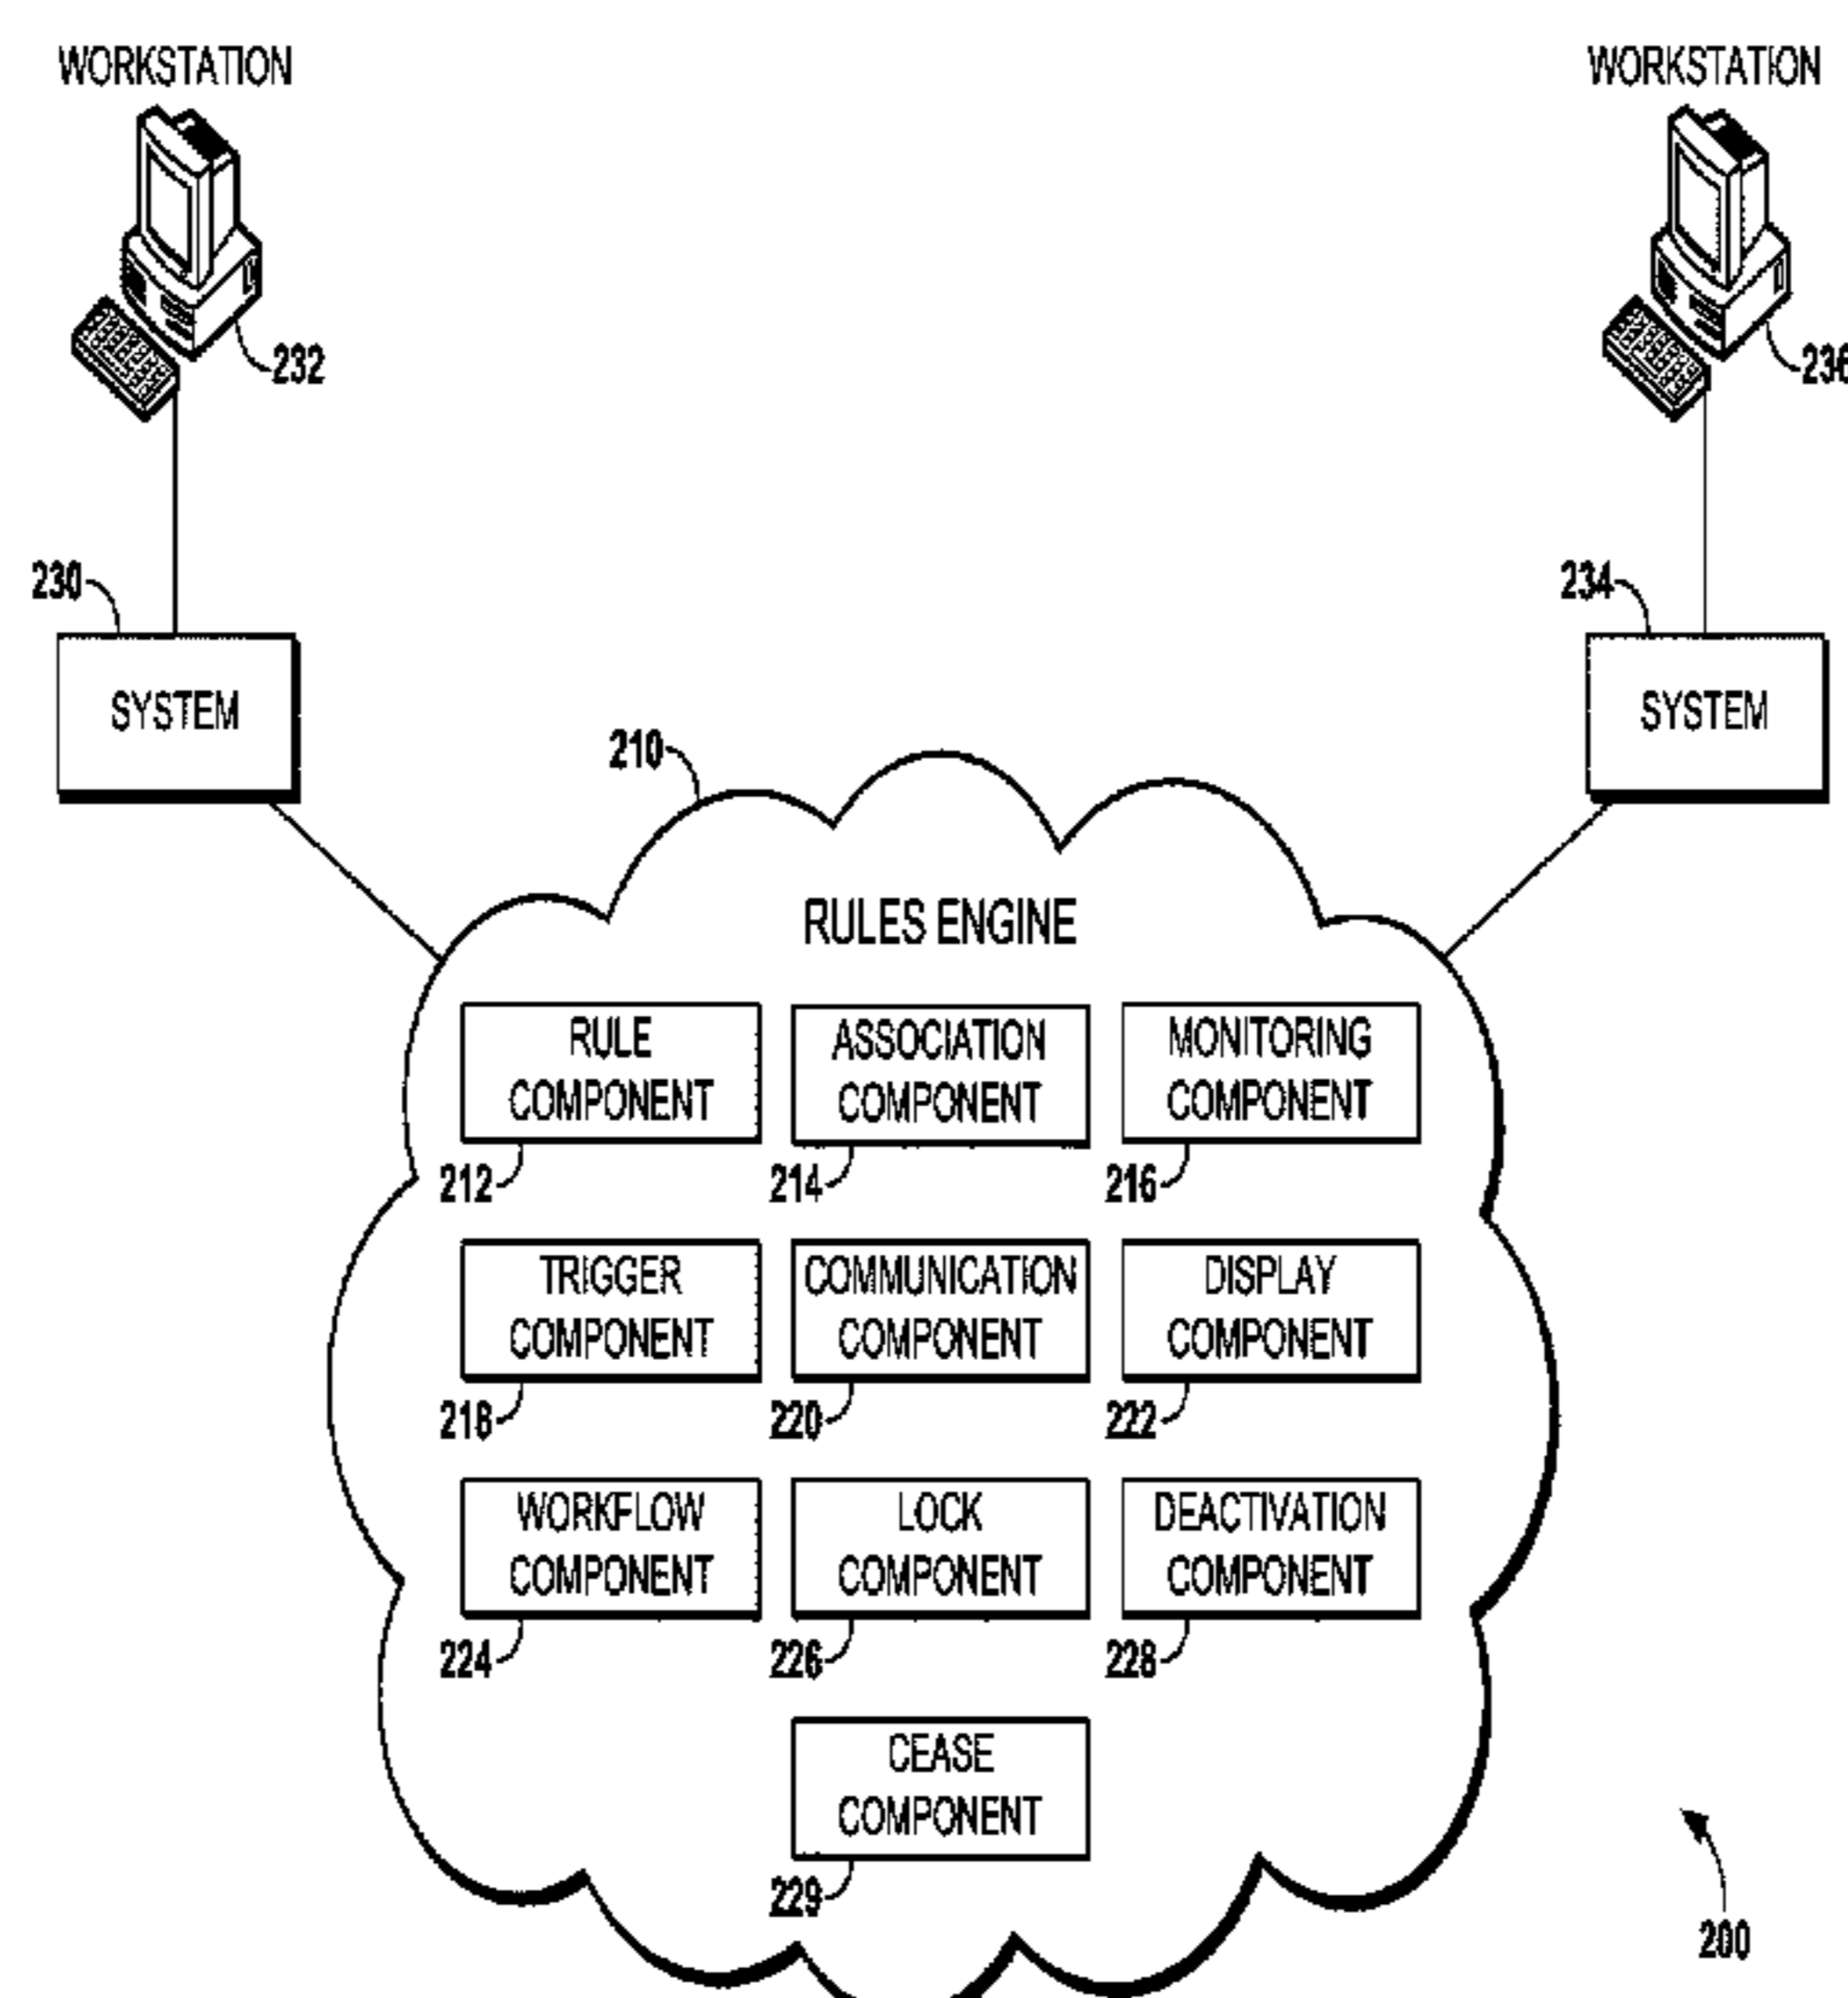 WORKSTATION
WORKSTATION
232
236
230
234
SYSTEM
SYSTEM
210
RULES ENGINE
RULE
COMPONENT
ASSOCIATION
COMPONENT
MONITORING
COMPONENT
212
214
216
TRIGGER
COMPONENT
COMMUNICATION
COMPONENT
DISPLAY
COMPONENT
218
220
222
WORKFLOW
COMPONENT
LOCK
COMPONENT
DEACTIVATION
COMPONENT
224
226
228
CEASE
COMPONENT
229
200